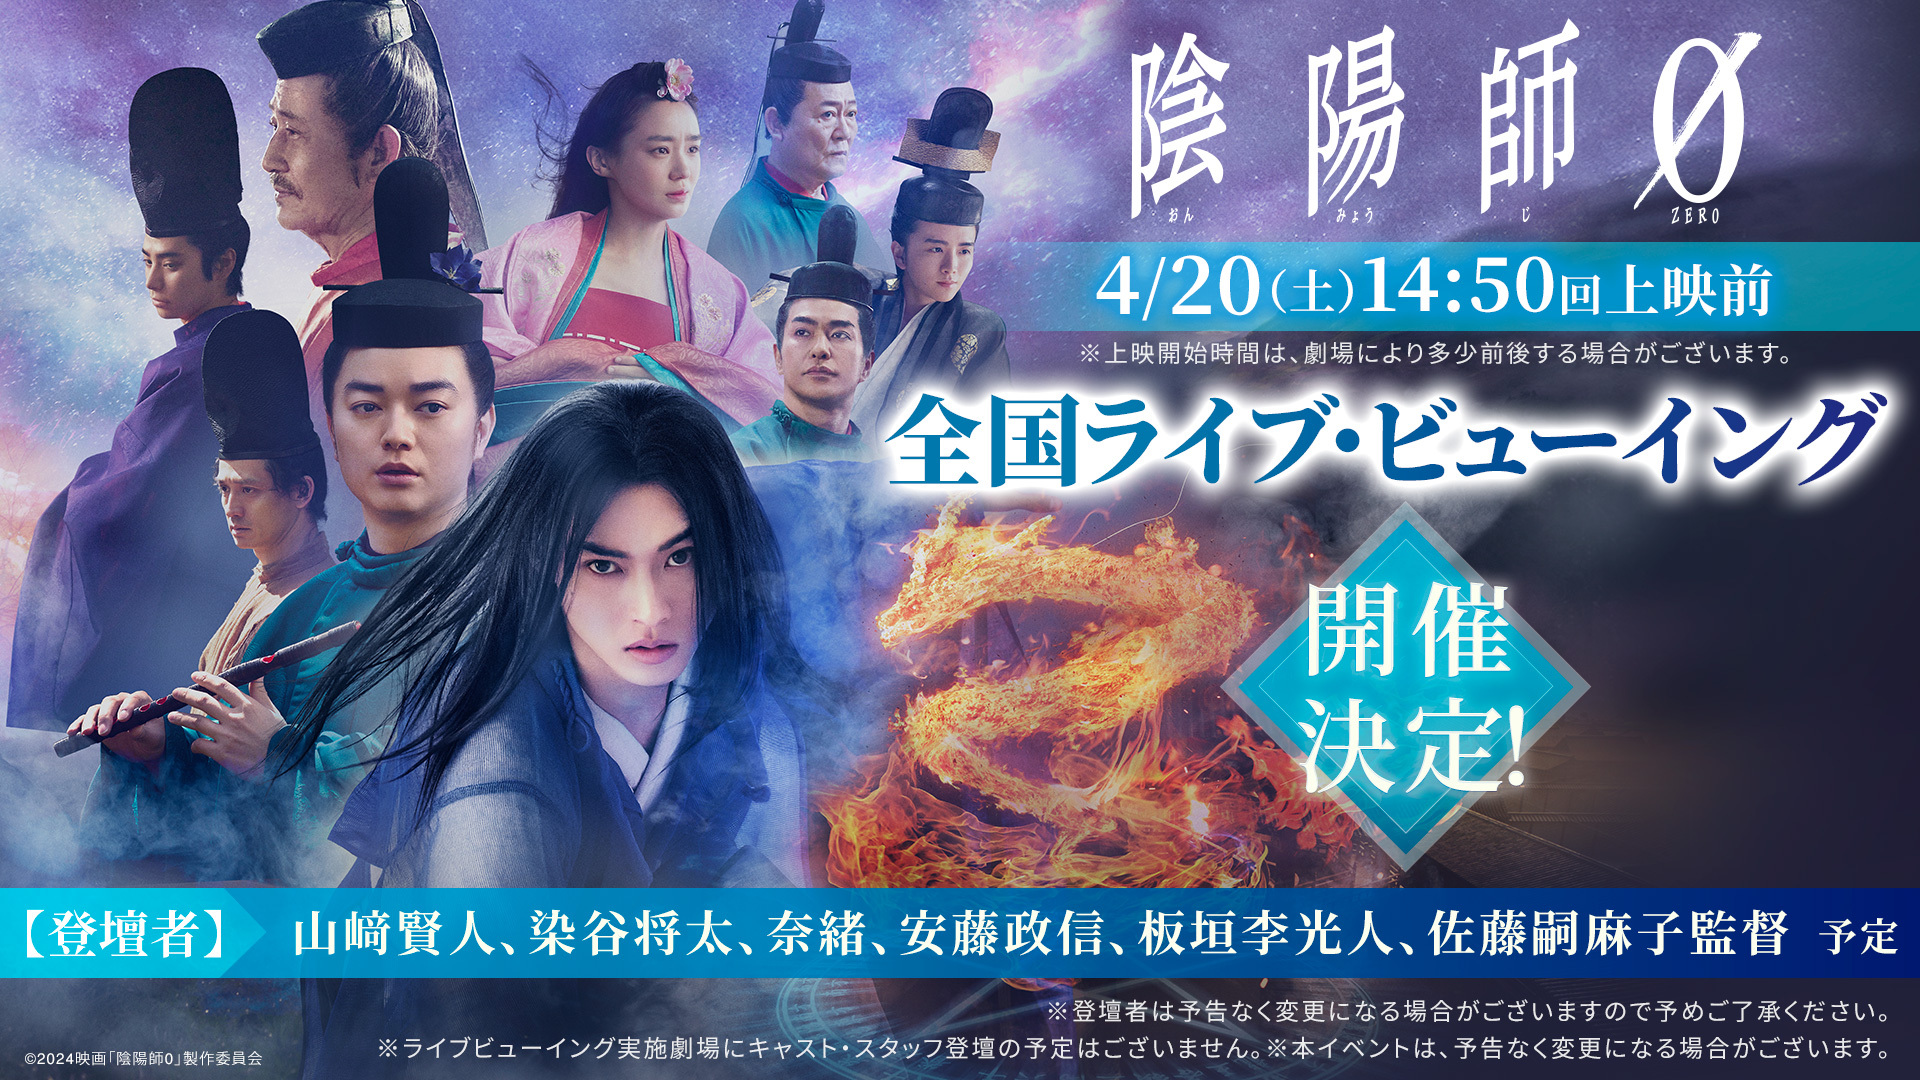 陰陽師0
おんみょうじ ZERO
4/20(土)14:50回上映前
※上映開始時間は、劇場により多少前後する場合がございます。
全国ライブ・ビューイング
開催
決定!
【登壇者】 山﨑賢人、染谷将太、奈緒、安藤政信、板垣李光人、佐藤嗣麻子監督 予定
※登壇者は予告なく変更になる場合がございますので予めご了承ください。
※ライブビューイング実施劇場にキャスト・スタッフ登壇の予定はございません。※本イベントは、予告なく変更になる場合がございます。
©2024映画「陰陽師0」製作委員会